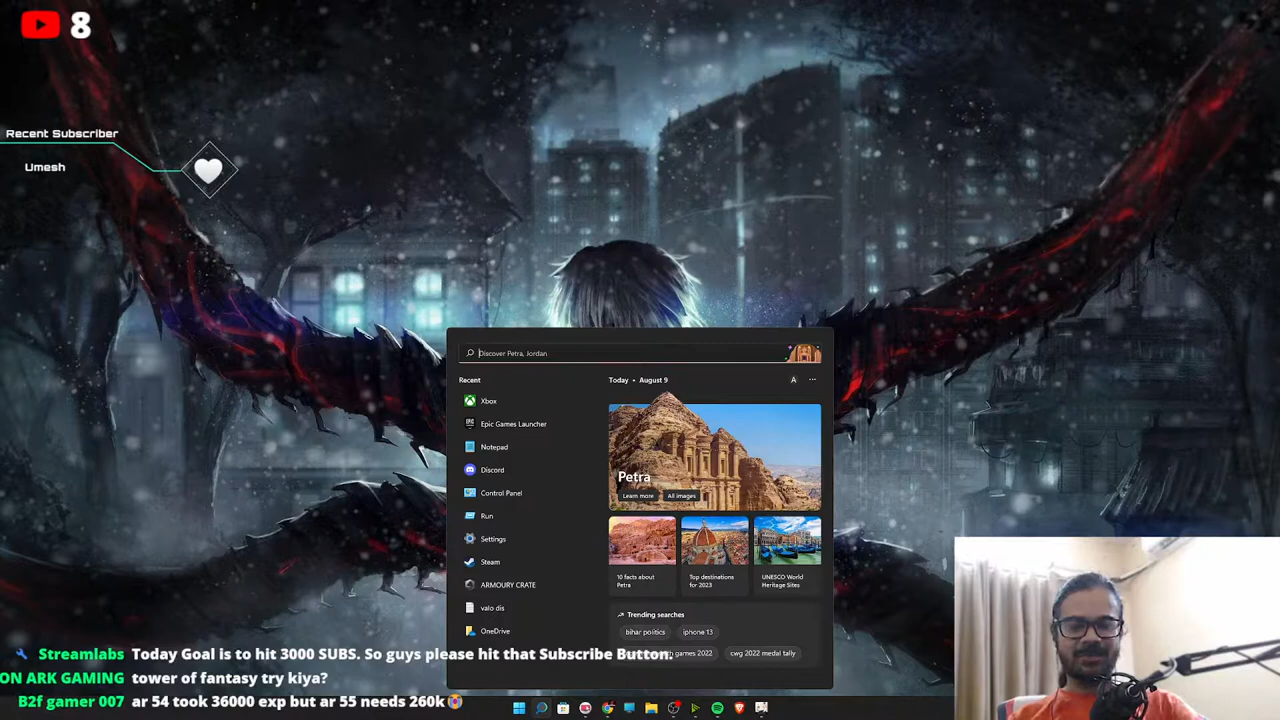 8
Recent Subscriber
Umesh
Discover Petra, Jordan
Recent
Today • August 9
A
Xbox
Epic Games Launcher
Notepad
Discord
Control Panel
Run
Settings
Steam
ARMOURY CRATE
valo dis
OneDrive
Petra
Learn more
All images
10 facts about
Petra
Top destinations
for 2023
UNESCO World
Heritage Sites
Trending searches
bihar politics
iphone 13
games 2022
cwg 2022 medal tally
Streamlabs Today Goal is to hit 3000 SUBS. So guys please hit that Subscribe Button.
ON ARK GAMING tower of fantasy try kiya?
B2f gamer 007 ar 54 took 36000 exp but ar 55 needs 260k